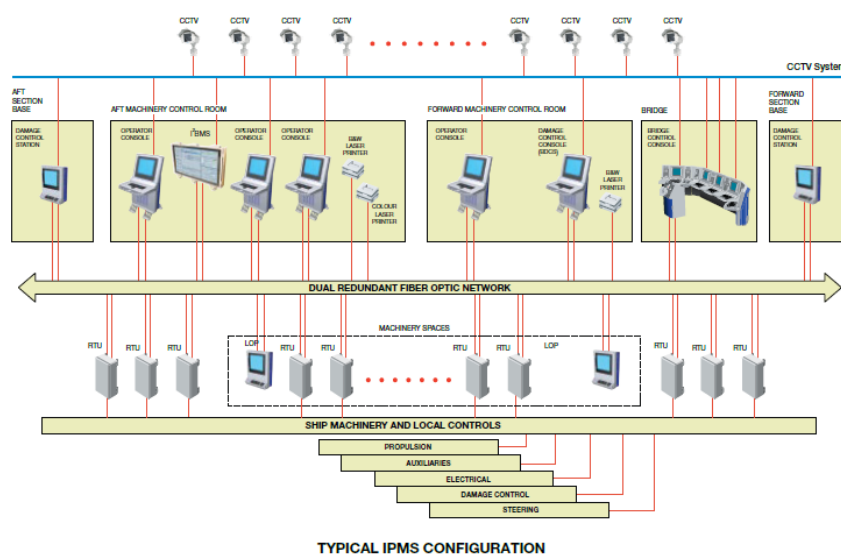 CCTV CCTV CCTV CCTV CCTV CCTV CCTV CCTV
CCTV System
AFT
SECTION
BASE
AFT MACHINERY CONTROL ROOM
FORWARD MACHINERY CONTROL ROOM
BRIDGE
FORWARD
SECTION
BASE
DAMAGE
CONTROL
STATION
OPERATOR
CONSOLE
I²BMS
OPERATOR
CONSOLE
OPERATOR
CONSOLE
B&W
LASER
PRINTER
COLOUR
LASER
PRINTER
OPERATOR
CONSOLE
DAMAGE
CONTROL
CONSOLE
(BDCS)
B&W
LASER
PRINTER
BRIDGE
CONTROL
CONSOLE
DAMAGE
CONTROL
STATION
DUAL REDUNDANT FIBER OPTIC NETWORK
MACHINERY SPACES
RTU RTU RTU LOP RTU RTU RTU RTU LOP RTU RTU RTU
SHIP MACHINERY AND LOCAL CONTROLS
PROPULSION
AUXILIARIES
ELECTRICAL
DAMAGE CONTROL
STEERING
TYPICAL IPMS CONFIGURATION